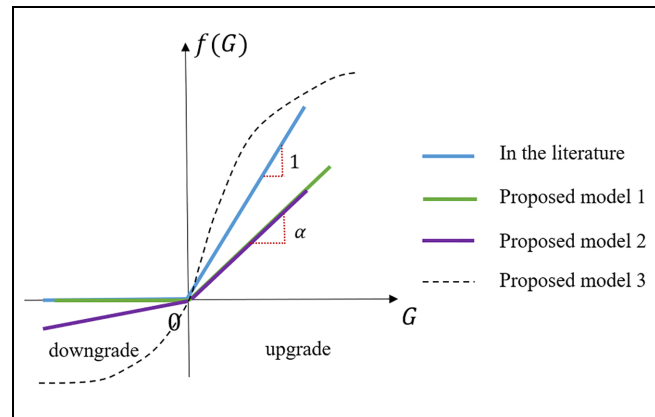 f(G)
1
α
0
G
downgrade
upgrade
In the literature
Proposed model 1
Proposed model 2
Proposed model 3